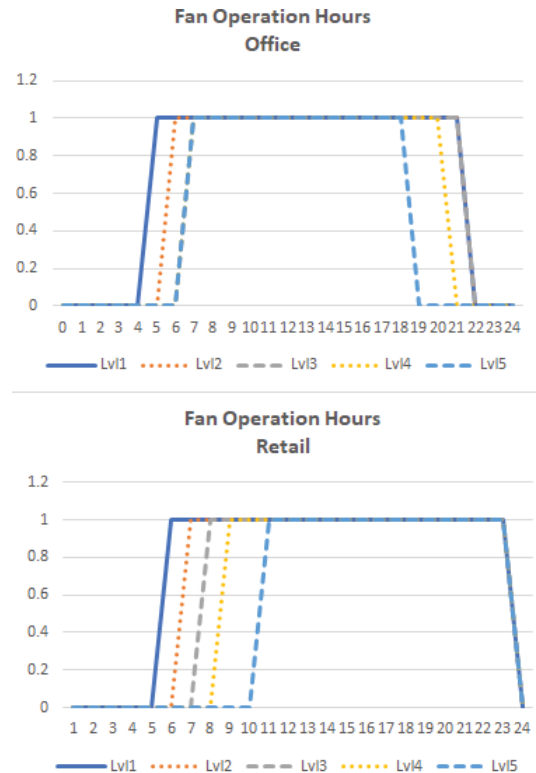 Fan Operation Hours
Office
1.2
1
0.8
0.6
0.4
0.2
0
0 1 2 3 4 5 6 7 8 9 10 11 12 13 14 15 16 17 18 19 20 21 22 23 24
Lvl1 Lvl2 Lvl3 Lvl4 Lvl5
Fan Operation Hours
Retail
1.2
1
0.8
0.6
0.4
0.2
0
1 2 3 4 5 6 7 8 9 10 11 12 13 14 15 16 17 18 19 20 21 22 23 24
Lvl1 Lvl2 Lvl3 Lvl4 Lvl5